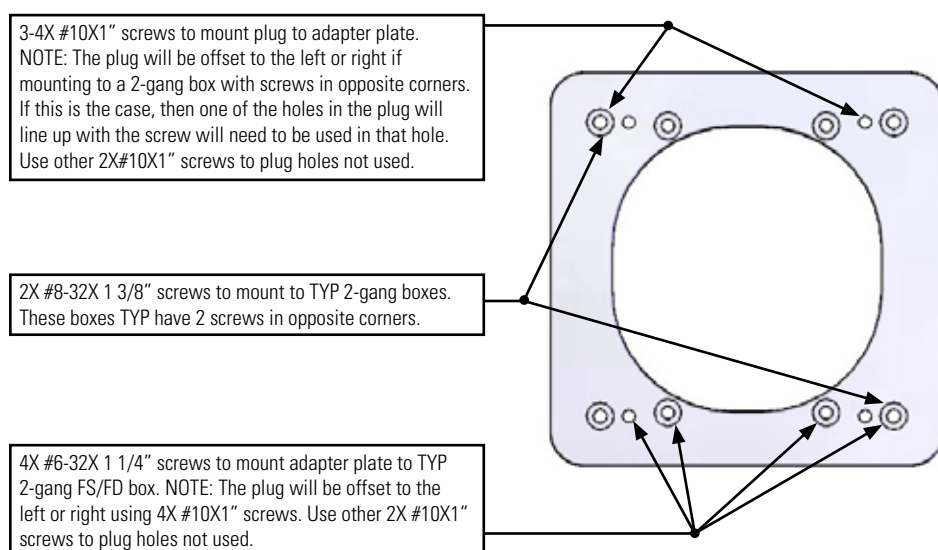 3-4X #10X1” screws to mount plug to adapter plate.
NOTE: The plug will be offset to the left or right if
mounting to a 2-gang box with screws in opposite corners.
If this is the case, then one of the holes in the plug will
line up with the screw will need to be used in that hole.
Use other 2X#10X1” screws to plug holes not used.
2X #8-32X 1 3/8” screws to mount to TYP 2-gang boxes.
These boxes TYP have 2 screws in opposite corners.
4X #6-32X 1 1/4” screws to mount adapter plate to TYP
2-gang FS/FD box. NOTE: The plug will be offset to the
left or right using 4X #10X1” screws. Use other 2X #10X1”
screws to plug holes not used.